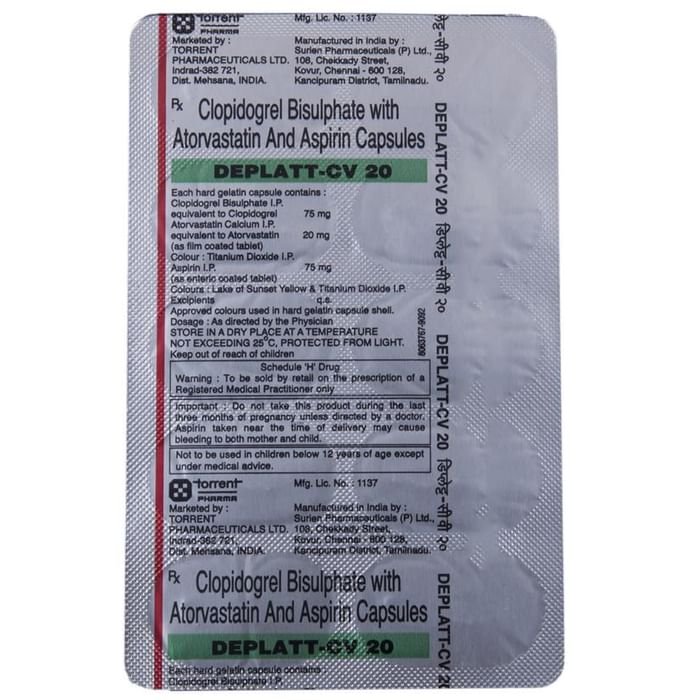 torrent
PHARMA
Mfg. Lic. No. : 1137
Marketed by :
TORRENT
PHARMACEUTICALS LTD.
Indrad-382 721,
Dist. Mehsana, INDIA.
Manufactured in India by :
Surien Pharmaceuticals (P) Ltd.,
108, Chekkady Street,
Kovur, Chennai - 600 128,
Kancipuram District, Tamilnadu.
Rx Clopidogrel Bisulphate with
Atorvastatin And Aspirin Capsules
DEPLATT-CV 20
Each hard gelatin capsule contains :
Clopidogrel Bisulphate I.P.
equivalent to Clopidogrel 75 mg
Atorvastatin Calcium I.P.
equivalent to Atorvastatin 20 mg
(as film coated tablet)
Colour : Titanium Dioxide I.P.
Aspirin I.P. 75 mg
(as enteric coated tablet)
Colours : Lake of Sunset Yellow & Titanium Dioxide I.P.
Excipients q.s.
Approved colours used in hard gelatin capsule shell.
Dosage : As directed by the Physician
STORE IN A DRY PLACE AT A TEMPERATURE
NOT EXCEEDING 25°C, PROTECTED FROM LIGHT.
Keep out of reach of children
Schedule 'H' Drug
Warning : To be sold by retail on the prescription of a
Registered Medical Practitioner only
Important : Do not take this product during the last
three months of pregnancy unless directed by a doctor.
Aspirin taken near the time of delivery may cause
bleeding to both mother and child.
Not to be used in children below 12 years of age except
under medical advice.
torrent
PHARMA
Mfg. Lic. No. : 1137
Marketed by :
TORRENT
PHARMACEUTICALS LTD.
Indrad-382 721,
Dist. Mehsana, INDIA.
Manufactured in India by :
Surien Pharmaceuticals (P) Ltd.,
108, Chekkady Street,
Kovur, Chennai - 600 128,
Kancipuram District, Tamilnadu.
Rx Clopidogrel Bisulphate with
Atorvastatin And Aspirin Capsules
DEPLATT-CV 20
Each hard gelatin capsule contains :
Clopidogrel Bisulphate I.P.
सी वी २०
DEPLATT-CV 20 डिप्लेट-सी वी २०
DEPLATT-CV 20 डिप्लेट-सी वी २०
DEPLATT-CV 20